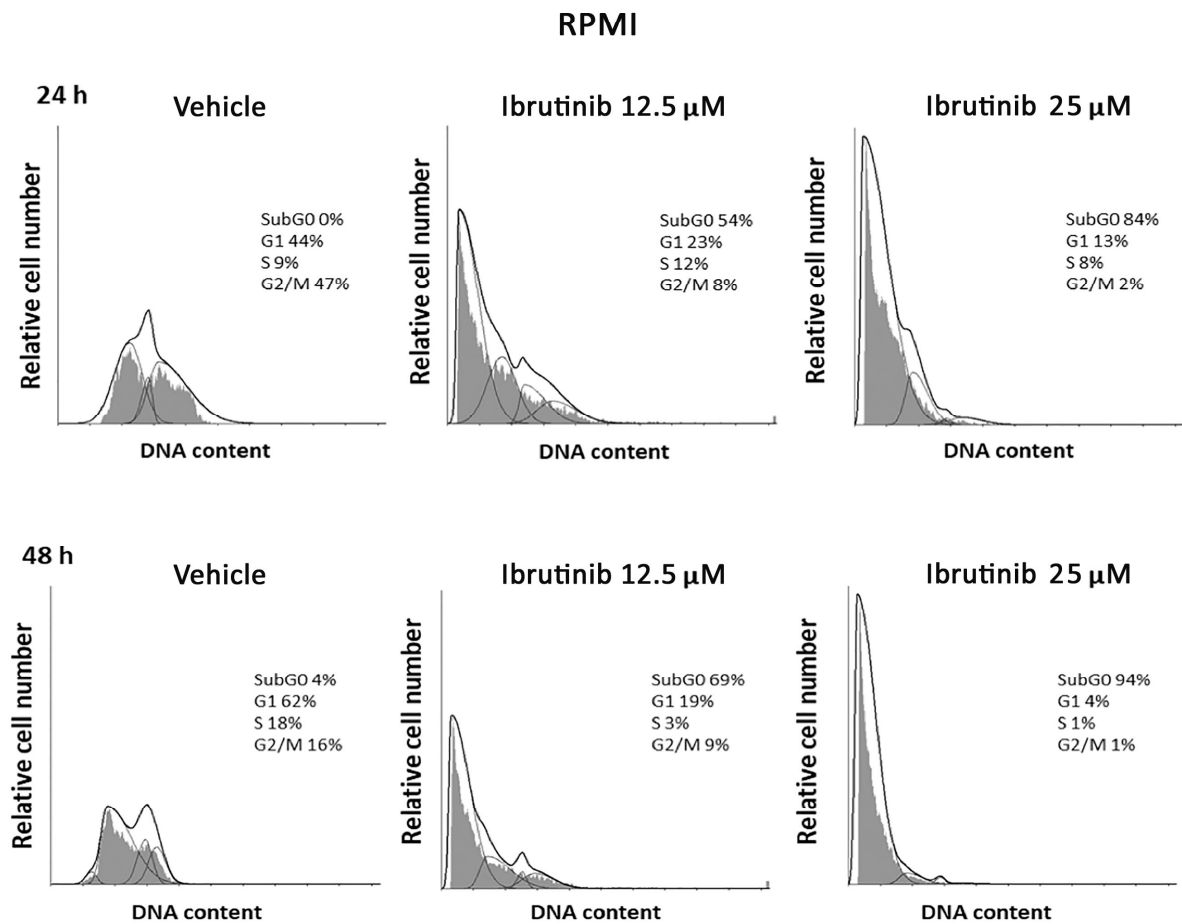 RPMI
24 h
Vehicle
Ibrutinib 12.5 μM
Ibrutinib 25 μM
Relative cell number
SubG0 0%
G1 44%
S 9%
G2/M 47%
DNA content
Relative cell number
SubG0 54%
G1 23%
S 12%
G2/M 8%
DNA content
Relative cell number
SubG0 84%
G1 13%
S 8%
G2/M 2%
DNA content
48 h
Vehicle
Ibrutinib 12.5 μM
Ibrutinib 25 μM
Relative cell number
SubG0 4%
G1 62%
S 18%
G2/M 16%
DNA content
Relative cell number
SubG0 69%
G1 19%
S 3%
G2/M 9%
DNA content
Relative cell number
SubG0 94%
G1 4%
S 1%
G2/M 1%
DNA content